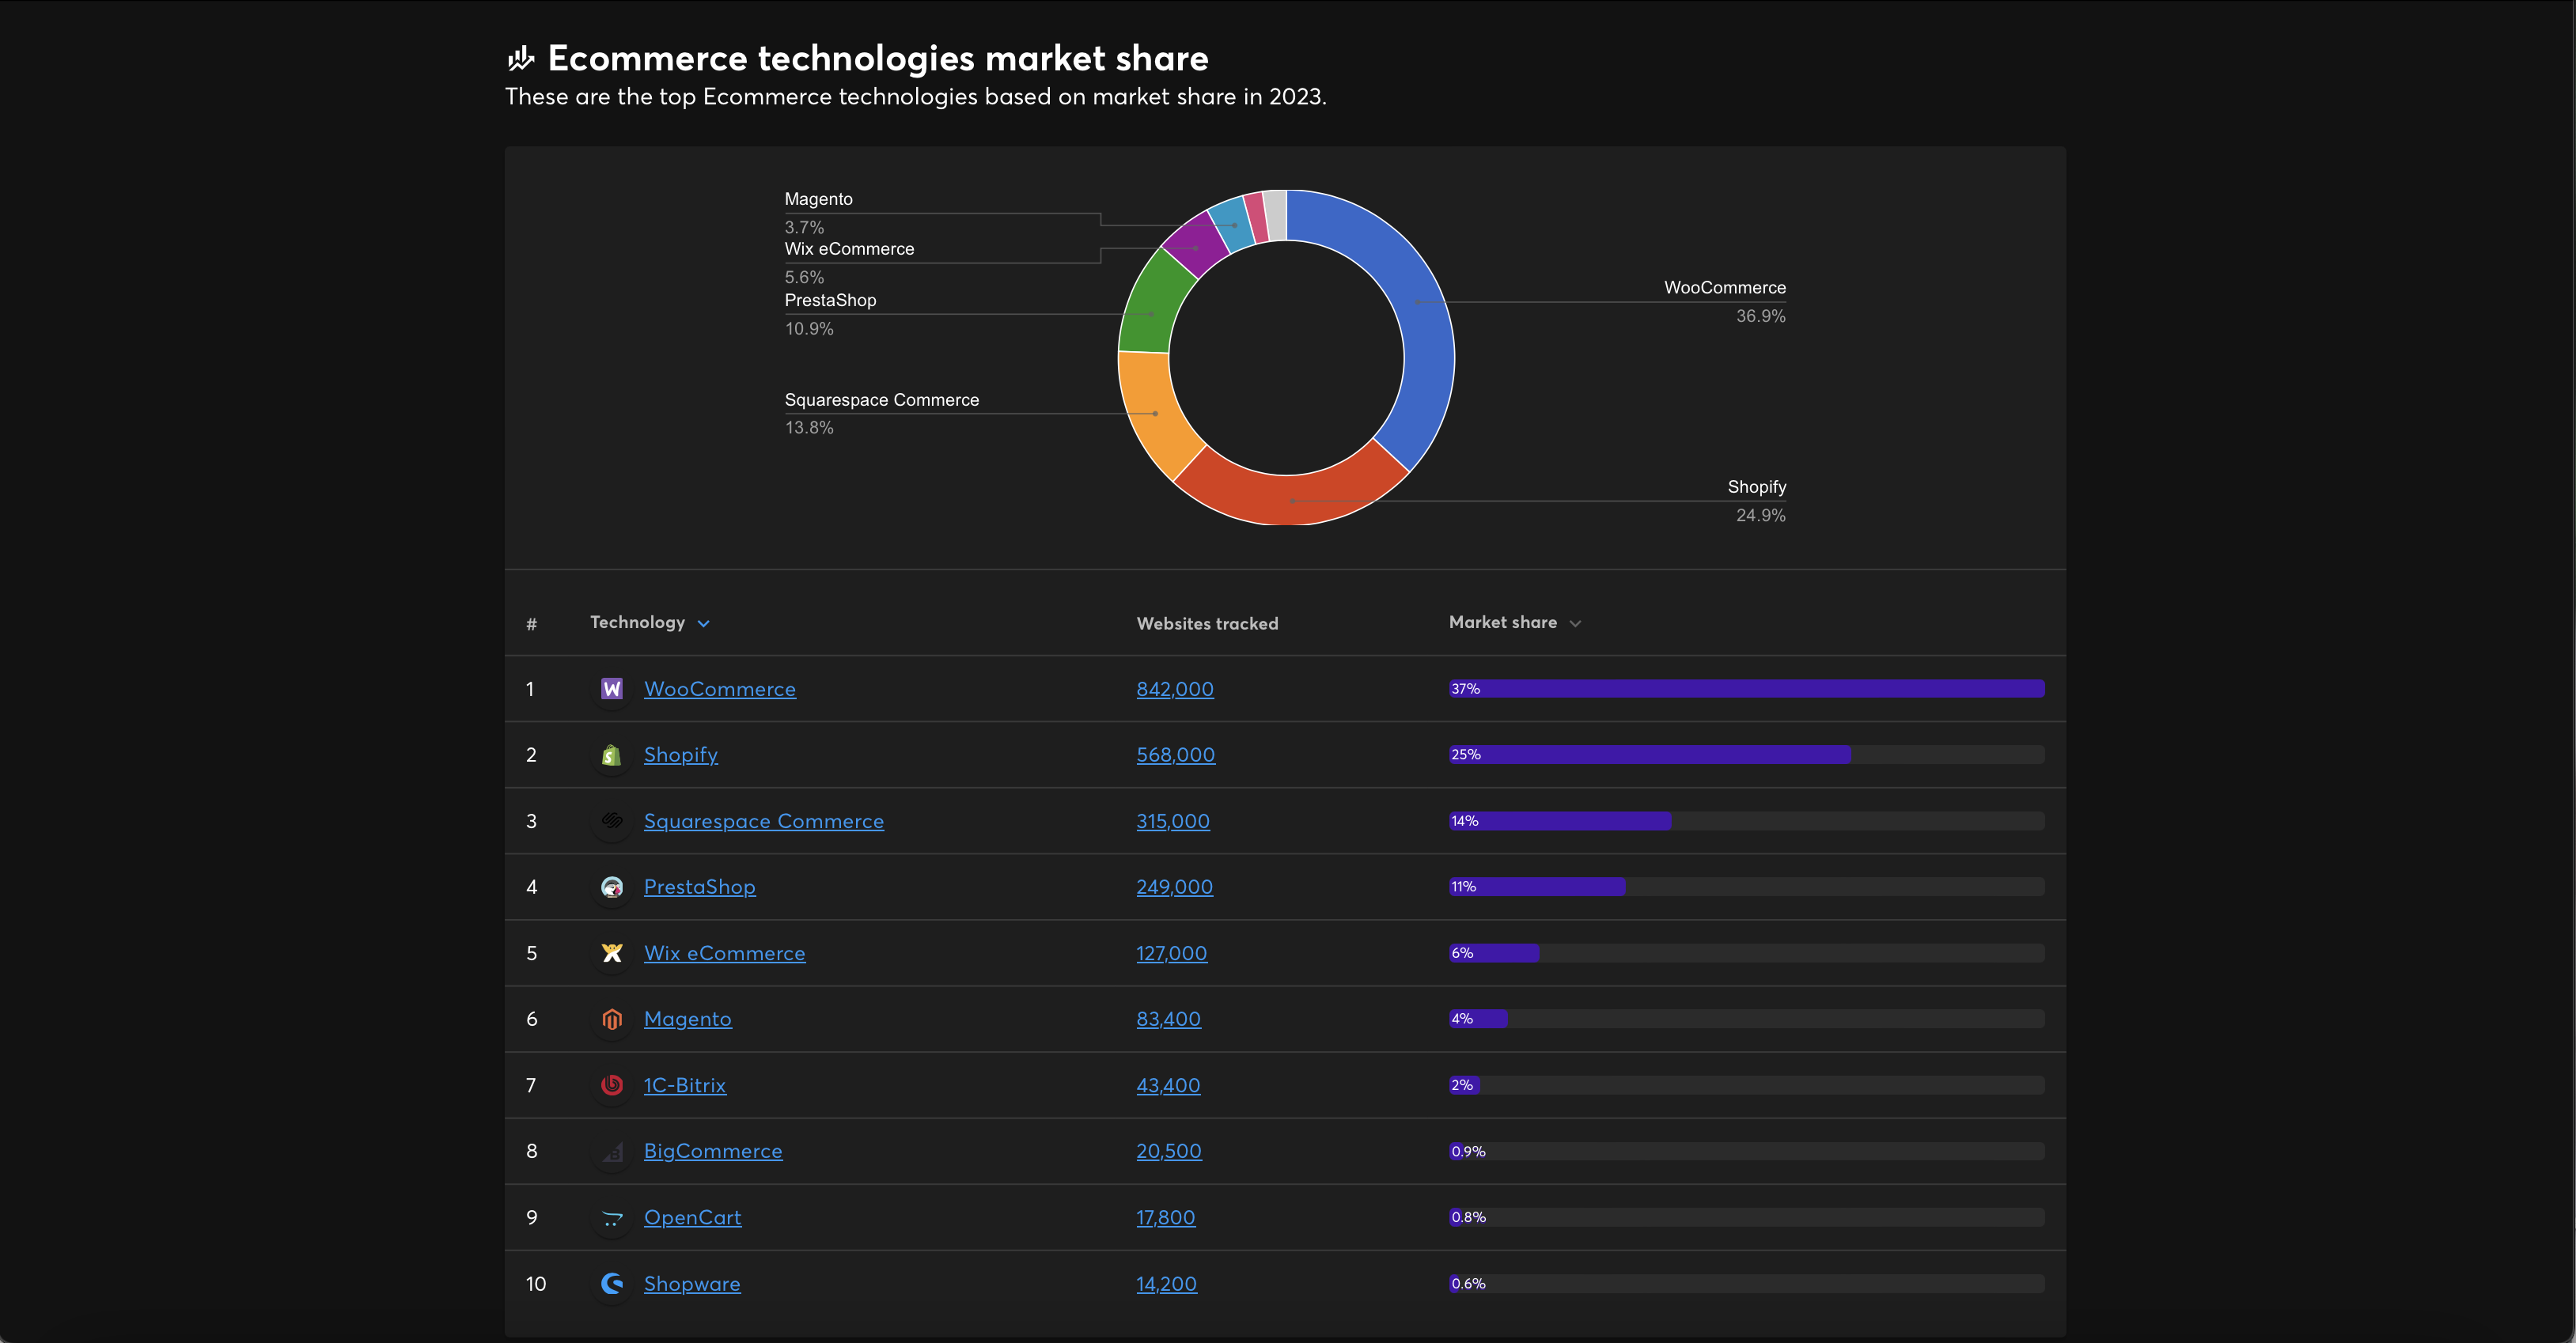 Ecommerce technologies market share
These are the top Ecommerce technologies based on market share in 2023.
Magento
3.7%
Wix eCommerce
5.6%
PrestaShop
10.9%
Squarespace Commerce
13.8%
WooCommerce
36.9%
Shopify
24.9%
# Technology Websites tracked Market share
1 WooCommerce 842,000 37%
2 Shopify 568,000 25%
3 Squarespace Commerce 315,000 14%
4 PrestaShop 249,000 11%
5 Wix eCommerce 127,000 6%
6 Magento 83,400 4%
7 1C-Bitrix 43,400 2%
8 BigCommerce 20,500 0.9%
9 OpenCart 17,800 0.8%
10 Shopware 14,200 0.6%